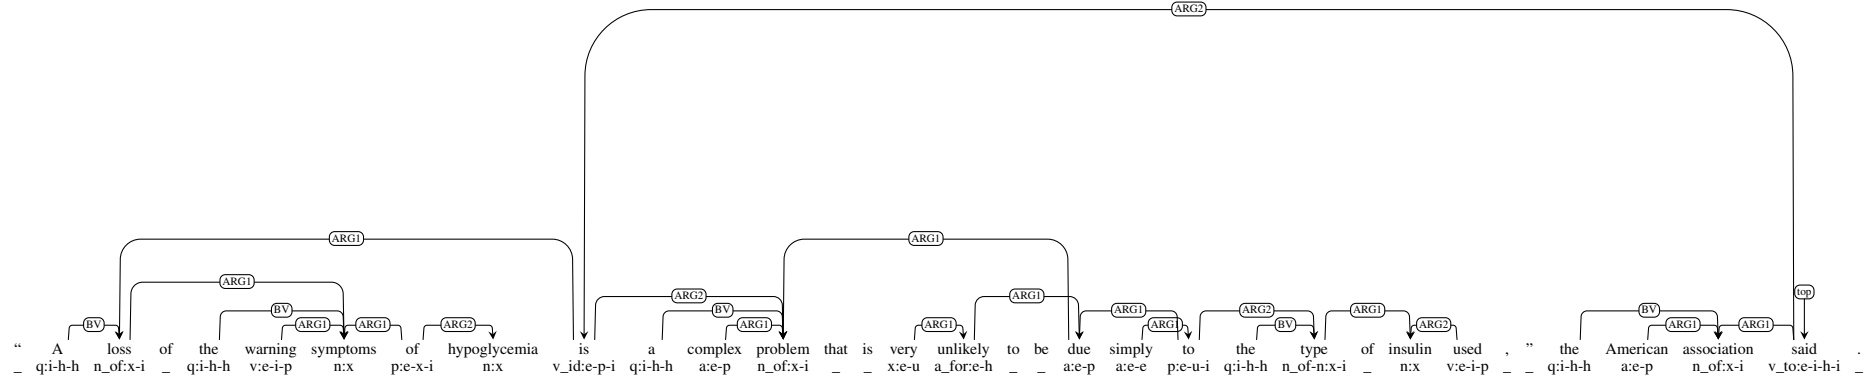 ARG2
ARG1 ARG1
ARG1 top
ARG2 ARG1
BV BV ARG1 ARG2 ARG1 BV
BV ARG1 ARG1 ARG2 ARG1 ARG1 ARG1 BV ARG2 ARG1 ARG1
“ A loss of the warning symptoms of hypoglycemia is a complex problem that is very unlikely to be due simply to the type of insulin used , ” the American association said .
_ q:i-h-h n_of:x-i _ q:i-h-h v:e-i-p n:x p:e-x-i n:x v_id:e-p-i q:i-h-h a:e-p n_of:x-i _ _ x:e-u a_for:e-h _ _ a:e-p a:e-e p:e-u-i q:i-h-h n_of-n:x-i _ n:x v:e-i-p _ _ q:i-h-h a:e-p n_of:x-i v_to:e-i-h-i _